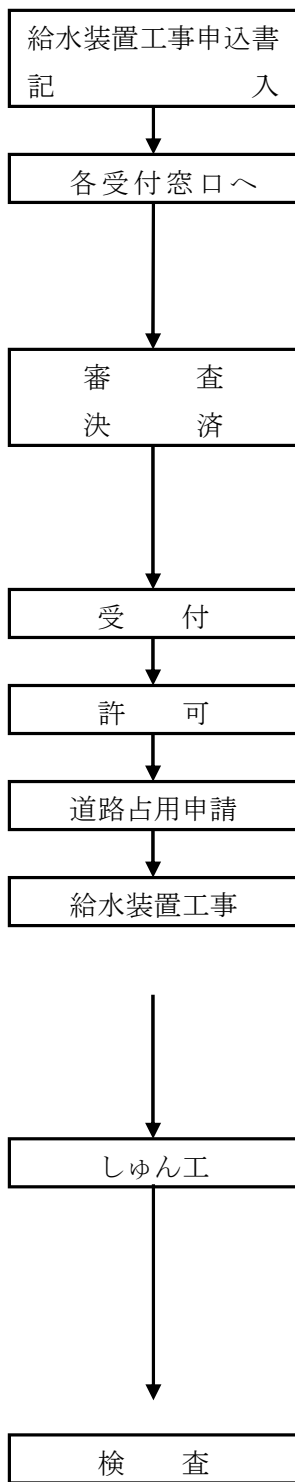 給水装置工事申込書
記入
各受付窓口へ
審査
決済
受付
許可
道路占用申請
給水装置工事
しゅん工
検査